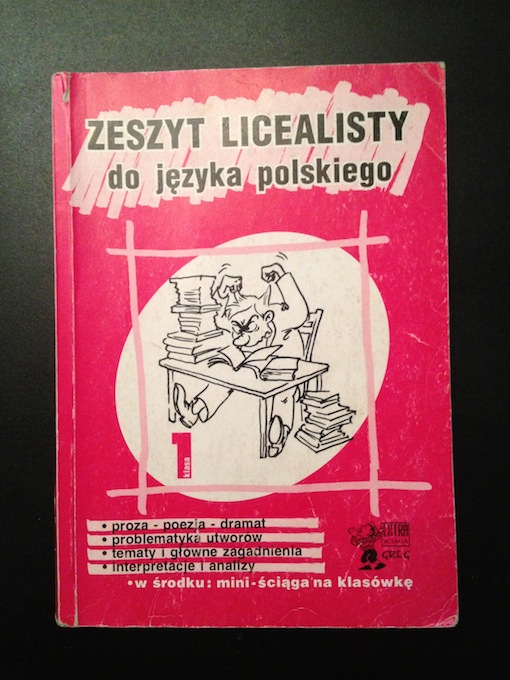 ZESZYT LICEALISTY
do języka polskiego
1
klasa
• proza - poezja - dramat
• problematyka utworów
• tematy i główne zagadnienia
• interpretacje i analizy
• w środku: mini-ściąga na klasówkę
GREG